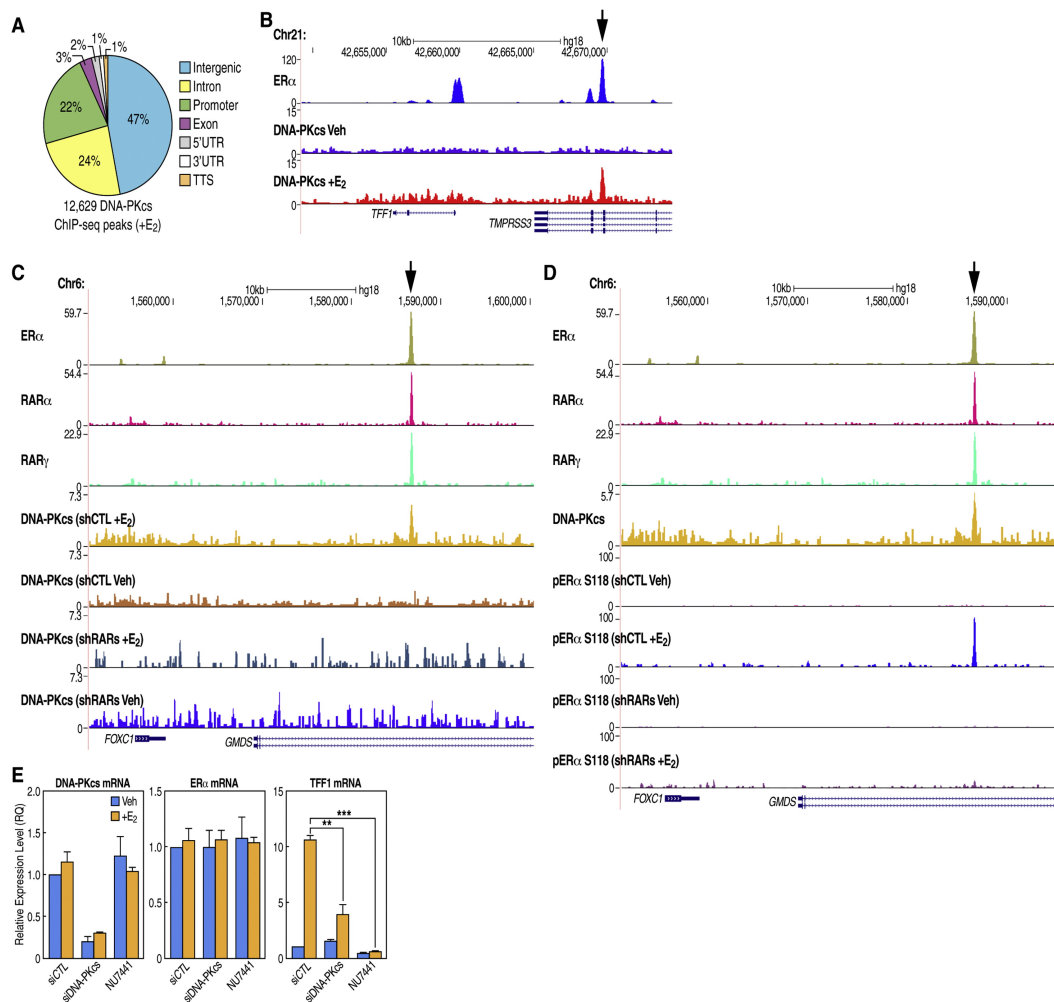 A
1%
2%
1%
3%
22%
47%
24%
Intergenic
Intron
Promoter
Exon
5'UTR
3'UTR
TTS
12,629 DNA-PKcs
ChIP-seq peaks (+E2)
B
Chr21:
10kb hg18
42,655,000 42,660,000 42,665,000 42,670,000
120
ERα
0
15
DNA-PKcs Veh
0
15
DNA-PKcs +E2
0
TFF1
TMPRSS3
C
Chr6:
10kb hg18
1,560,000 1,570,000 1,580,000 1,590,000 1,600,000
59.7
ERα
0
54.4
RARα
0
22.9
RARγ
0
7.3
DNA-PKcs (shCTL +E2)
0
7.3
DNA-PKcs (shCTL Veh)
0
7.3
DNA-PKcs (shRARs +E2)
0
7.3
DNA-PKcs (shRARs Veh)
0
FOXC1
GMDS
D
Chr6:
10kb hg18
1,560,000 1,570,000 1,580,000 1,590,000
59.7
ERα
0
54.4
RARα
0
22.9
RARγ
0
5.7
DNA-PKcs
0
100
pERα S118 (shCTL Veh)
0
100
pERα S118 (shCTL +E2)
0
100
pERα S118 (shRARs Veh)
0
100
pERα S118 (shRARs +E2)
0
FOXC1
GMDS
E
DNA-PKcs mRNA
Relative Expression Level (RQ)
2.0
1.5
1.0
0.5
0.0
Veh
+E2
siCTL
siDNA-PKcs
NU7441
ERα mRNA
1.5
1.0
0.5
0
siCTL
siDNA-PKcs
NU7441
TFF1 mRNA
15
10
5
0
***
**
siCTL
siDNA-PKcs
NU7441